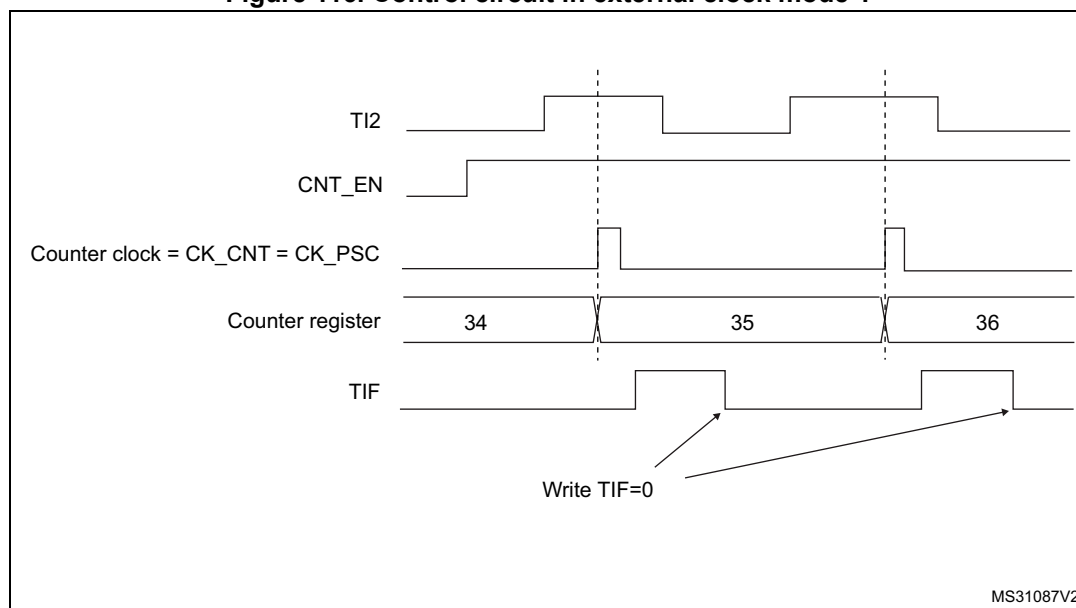 Figure 116. Control circuit in external clock mode 1
TI2
CNT_EN
Counter clock = CK_CNT = CK_PSC
Counter register
34
35
36
TIF
Write TIF=0
MS31087V2